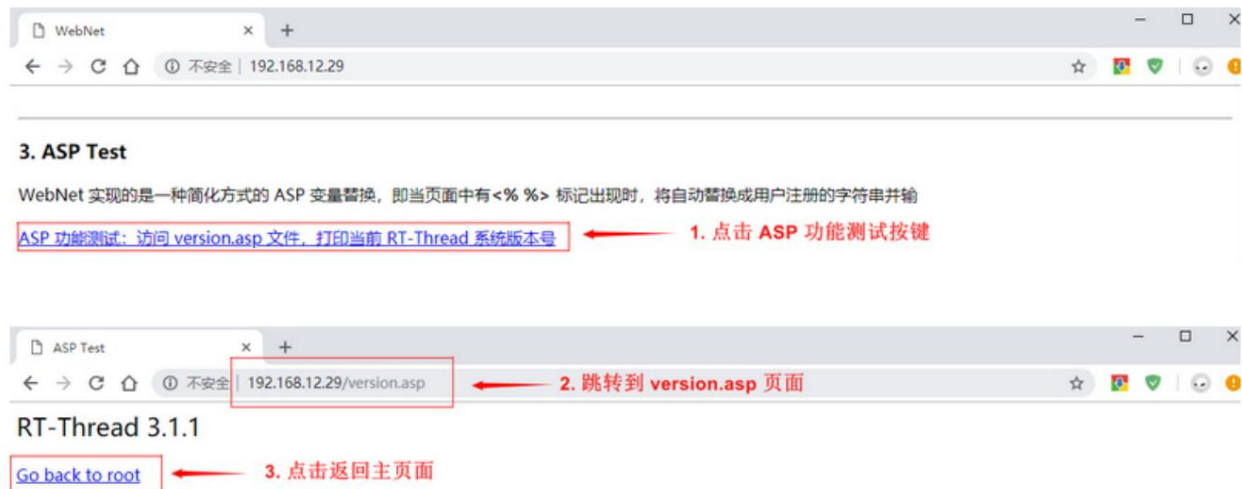 WebNet
不安全 | 192.168.12.29
3. ASP Test
WebNet 实现的是一种简化方式的 ASP 变量替换，即当页面中有<% %> 标记出现时，将自动替换成用户注册的字符串并输
ASP 功能测试：访问 version.asp 文件，打印当前 RT-Thread 系统版本号
1. 点击 ASP 功能测试按键
ASP Test
不安全 | 192.168.12.29/version.asp
2. 跳转到 version.asp 页面
RT-Thread 3.1.1
Go back to root
3. 点击返回主页面